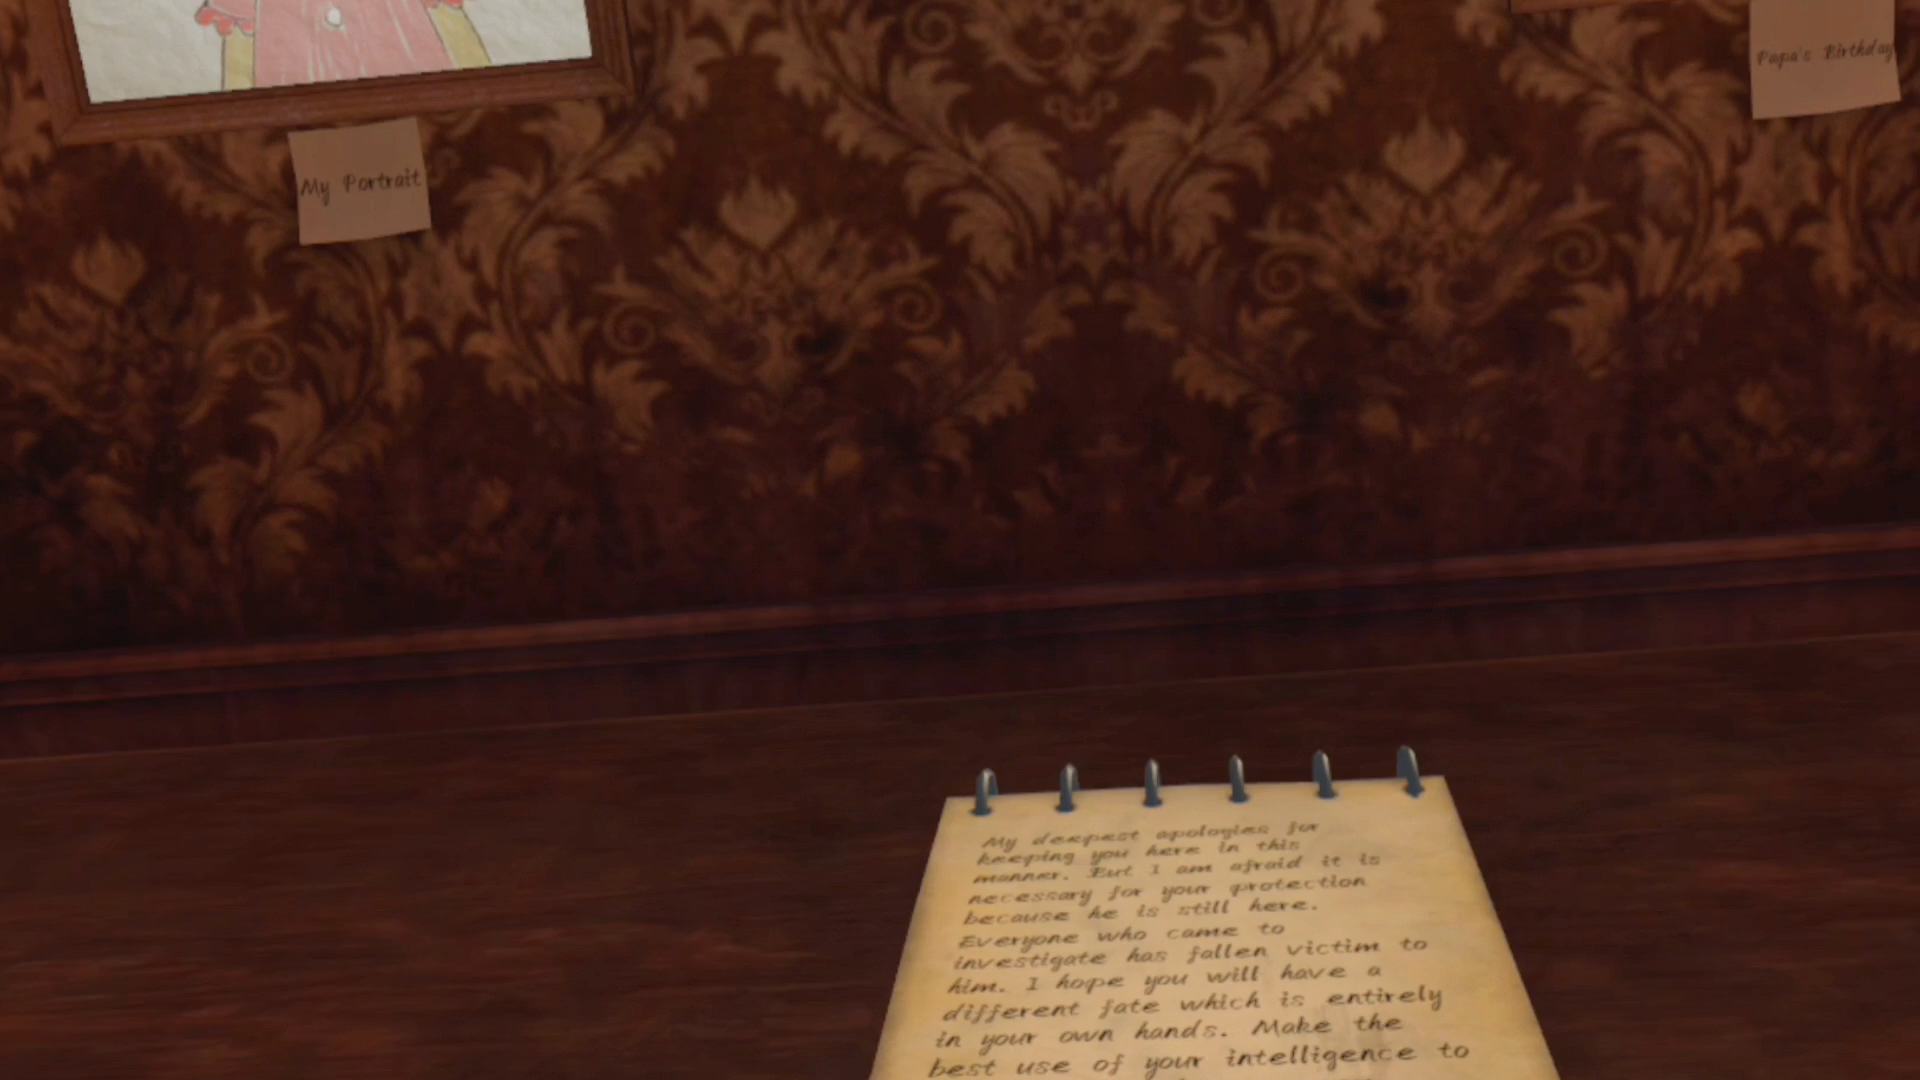 My Portrait
Papa's Birthday
My deepest apologies for
keeping you here in this
manner. But I am afraid it is
necessary for your protection
because he is still here.
Everyone who came to
investigate has fallen victim to
him. I hope you will have a
different fate which is entirely
in your own hands. Make the
best use of your intelligence to